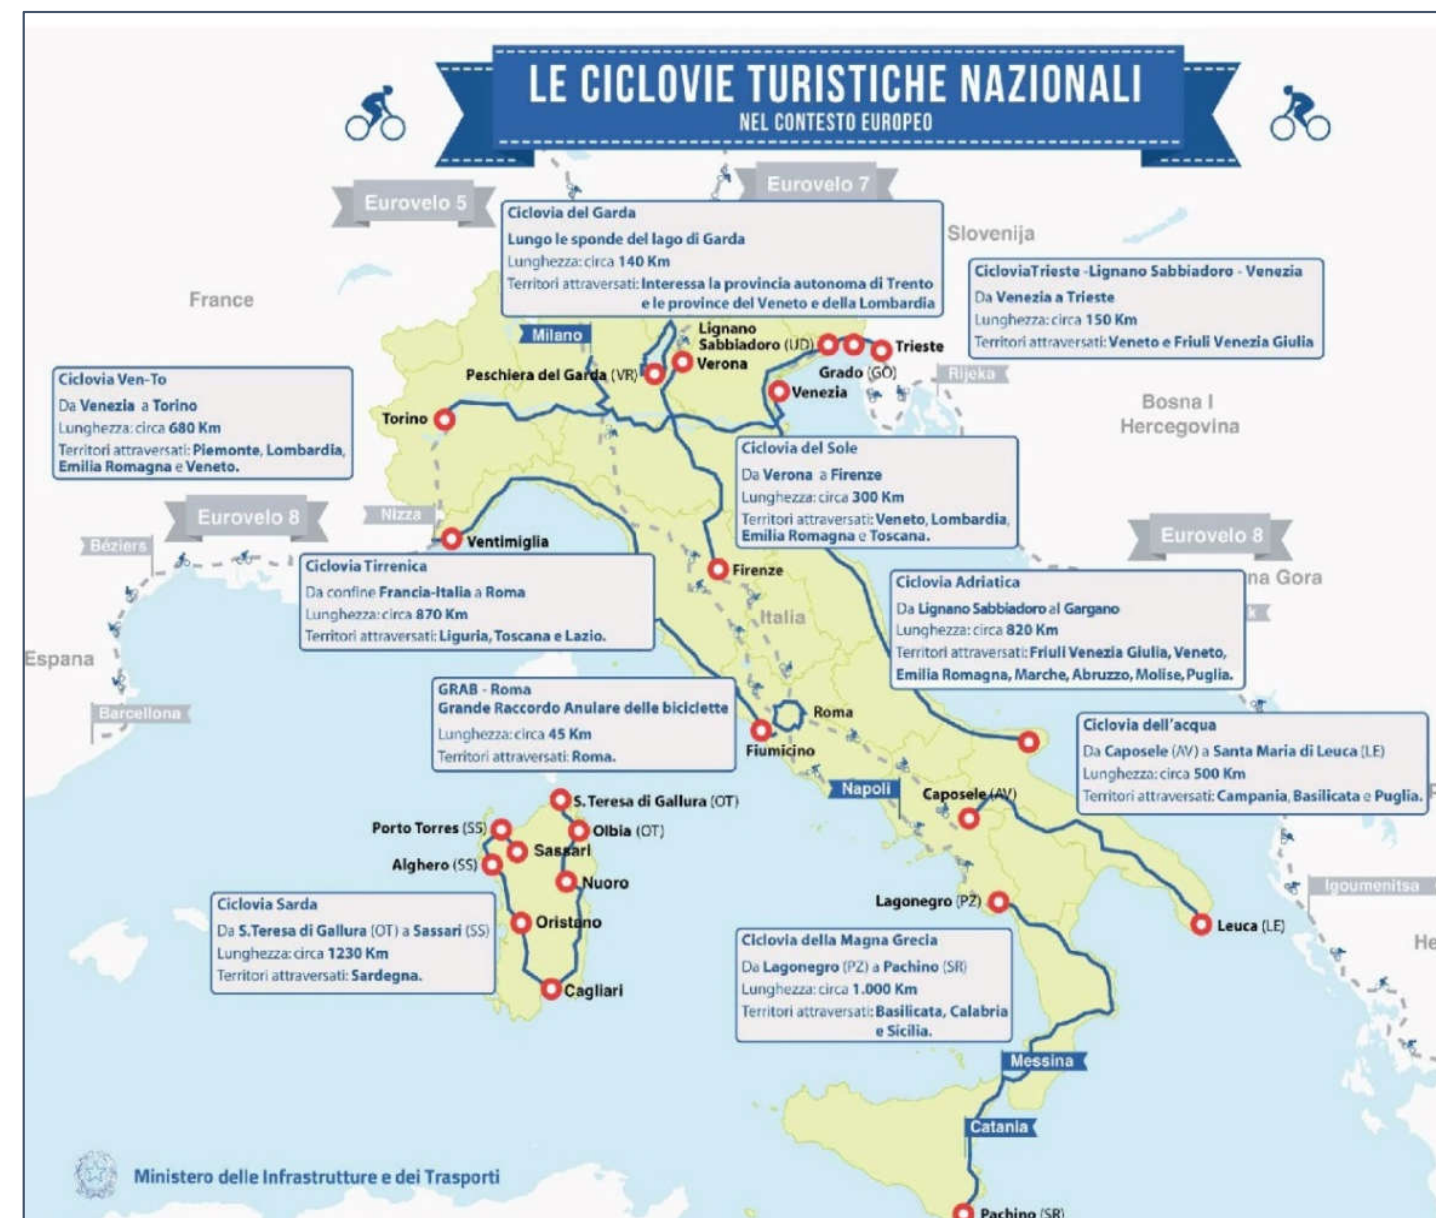 LE CICLOVIE TURISTICHE NAZIONALI
NEL CONTESTO EUROPEO
Eurovelo 5
Eurovelo 7
Ciclovia del Garda
Lungo le sponde del lago di Garda
Lunghezza: circa 140 Km
Territori attraversati: Interessa la provincia autonoma di Trento
e le province del Veneto e della Lombardia
Slovenija
CicloviaTrieste -Lignano Sabbiadoro - Venezia
Da Venezia a Trieste
Lunghezza: circa 150 Km
Territori attraversati: Veneto e Friuli Venezia Giulia
France
Milano
Lignano
Sabbiadoro (UD)
Trieste
Verona
Peschiera del Garda (VR)
Grado (GO)
Rijeka
Venezia
Ciclovia Ven-To
Da Venezia a Torino
Lunghezza: circa 680 Km
Territori attraversati: Piemonte, Lombardia,
Emilia Romagna e Veneto.
Torino
Bosna I
Hercegovina
Ciclovia del Sole
Da Verona a Firenze
Lunghezza: circa 300 Km
Territori attraversati: Veneto, Lombardia,
Emilia Romagna e Toscana.
Eurovelo 8
Nizza
Béziers
Ventimiglia
Eurovelo 8
Ciclovia Tirrenica
Da confine Francia-Italia a Roma
Lunghezza: circa 870 Km
Territori attraversati: Liguria, Toscana e Lazio.
Firenze
Italia
Ciclovia Adriatica
Da Lignano Sabbiadoro al Gargano
Lunghezza: circa 820 Km
Territori attraversati: Friuli Venezia Giulia, Veneto,
Emilia Romagna, Marche, Abruzzo, Molise, Puglia.
na Gora
k
Espana
Barcellona
GRAB - Roma
Grande Raccordo Anulare delle biciclette
Lunghezza: circa 45 Km
Territori attraversati: Roma.
Roma
Fiumicino
Ciclovia dell'acqua
Da Caposele (AV) a Santa Maria di Leuca (LE)
Lunghezza: circa 500 Km
Territori attraversati: Campania, Basilicata e Puglia.
Napoli
Caposele (AV)
S.Teresa di Gallura (OT)
Porto Torres (SS)
Olbia (OT)
Sassari
Alghero (SS)
Nuoro
Igoumenitsa
Lagonegro (PZ)
Ciclovia Sarda
Da S.Teresa di Gallura (OT) a Sassari (SS)
Lunghezza: circa 1230 Km
Territori attraversati: Sardegna.
Oristano
Leuca (LE)
He
Cagliari
Ciclovia della Magna Grecia
Da Lagonegro (PZ) a Pachino (SR)
Lunghezza: circa 1.000 Km
Territori attraversati: Basilicata, Calabria
e Sicilia.
Messina
Catania
Ministero delle Infrastrutture e dei Trasporti
Pachino (SR)